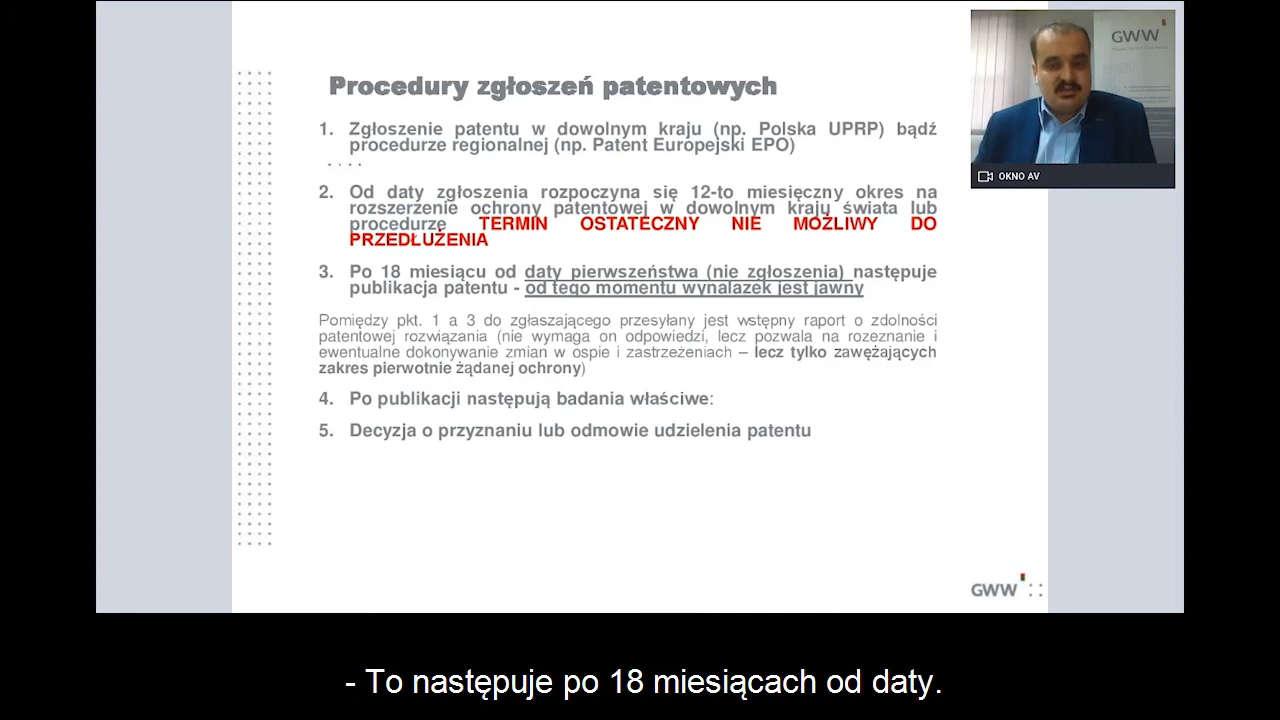 Procedury zgłoszeń patentowych
1. Zgłoszenie patentu w dowolnym kraju (np. Polska UPRP) bądź
procedurze regionalnej (np. Patent Europejski EPO)
2. Od daty zgłoszenia rozpoczyna się 12-to miesięczny okres na
rozszerzenie ochrony patentowej w dowolnym kraju świata lub
procedurze TERMIN OSTATECZNY NIE MOŻLIWY DO
PRZEDŁUŻENIA
3. Po 18 miesiącu od daty pierwszeństwa (nie zgłoszenia) następuje
publikacja patentu - od tego momentu wynalazek jest jawny
Pomiędzy pkt. 1 a 3 do zgłaszającego przesyłany jest wstępny raport o zdolności
patentowej rozwiązania (nie wymaga on odpowiedzi, lecz pozwala na rozeznanie i
ewentualne dokonywanie zmian w ospie i zastrzeżeniach – lecz tylko zawężających
zakres pierwotnie żądanej ochrony)
4. Po publikacji następują badania właściwe:
5. Decyzja o przyznaniu lub odmowie udzielenia patentu
GWW
OKNO AV
GWW
- To następuje po 18 miesiącach od daty.